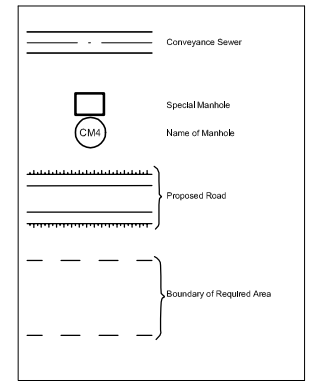 Conveyance Sewer
Special Manhole
CM4 Name of Manhole
Proposed Road
Boundary of Required Area